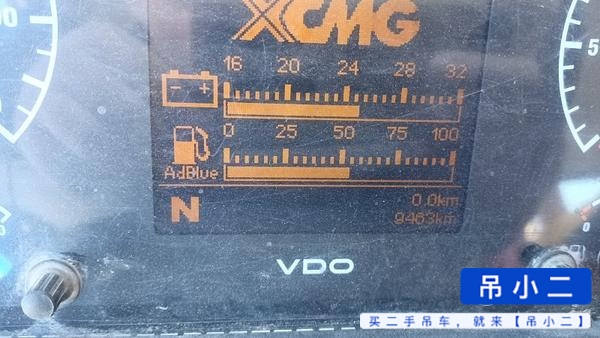 XCMG
16 20 24 28 32
- +
0 25 50 75 100
AdBlue
N
0.0km
9463km
VDO
吊小二
买二手吊车，就来【吊小二】